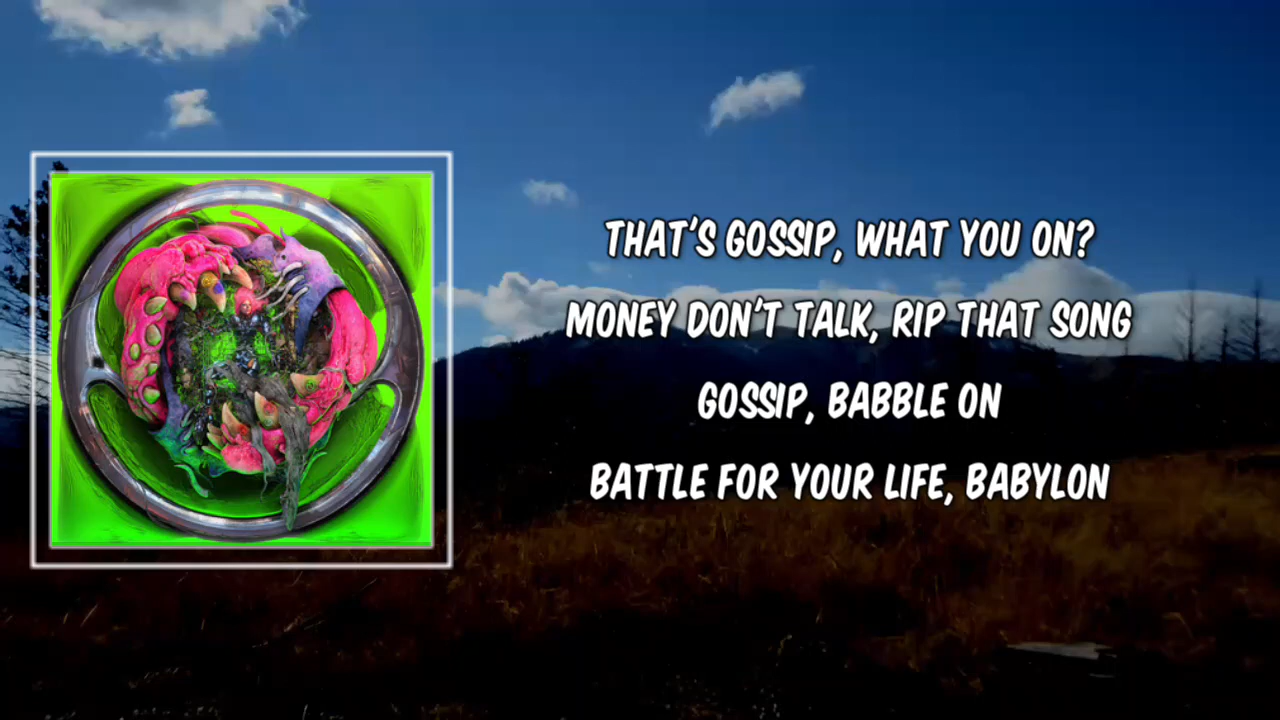 THAT'S GOSSIP, WHAT YOU ON?
MONEY DON'T TALK, RIP THAT SONG
GOSSIP, BABBLE ON
BATTLE FOR YOUR LIFE, BABYLON